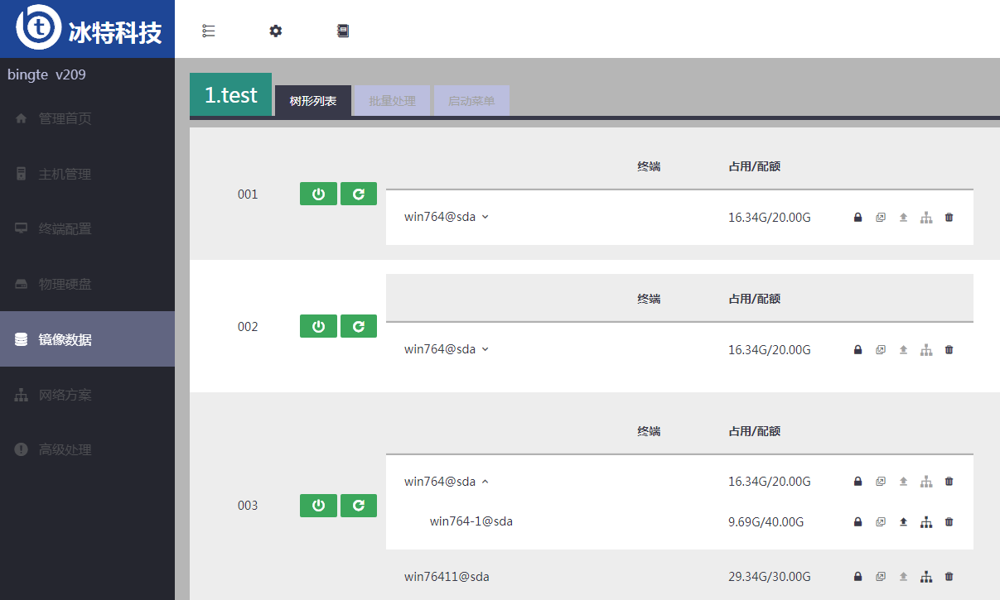 冰特科技
bingte v209
管理首页
主机管理
终端配置
物理硬盘
镜像数据
网络方案
高级处理
1.test
树形列表
批量处理
启动菜单
终端 占用/配额
001
win764@sda 16.34G/20.00G
终端 占用/配额
002
win764@sda 16.34G/20.00G
终端 占用/配额
win764@sda 16.34G/20.00G
003
win764-1@sda 9.69G/40.00G
win76411@sda 29.34G/30.00G